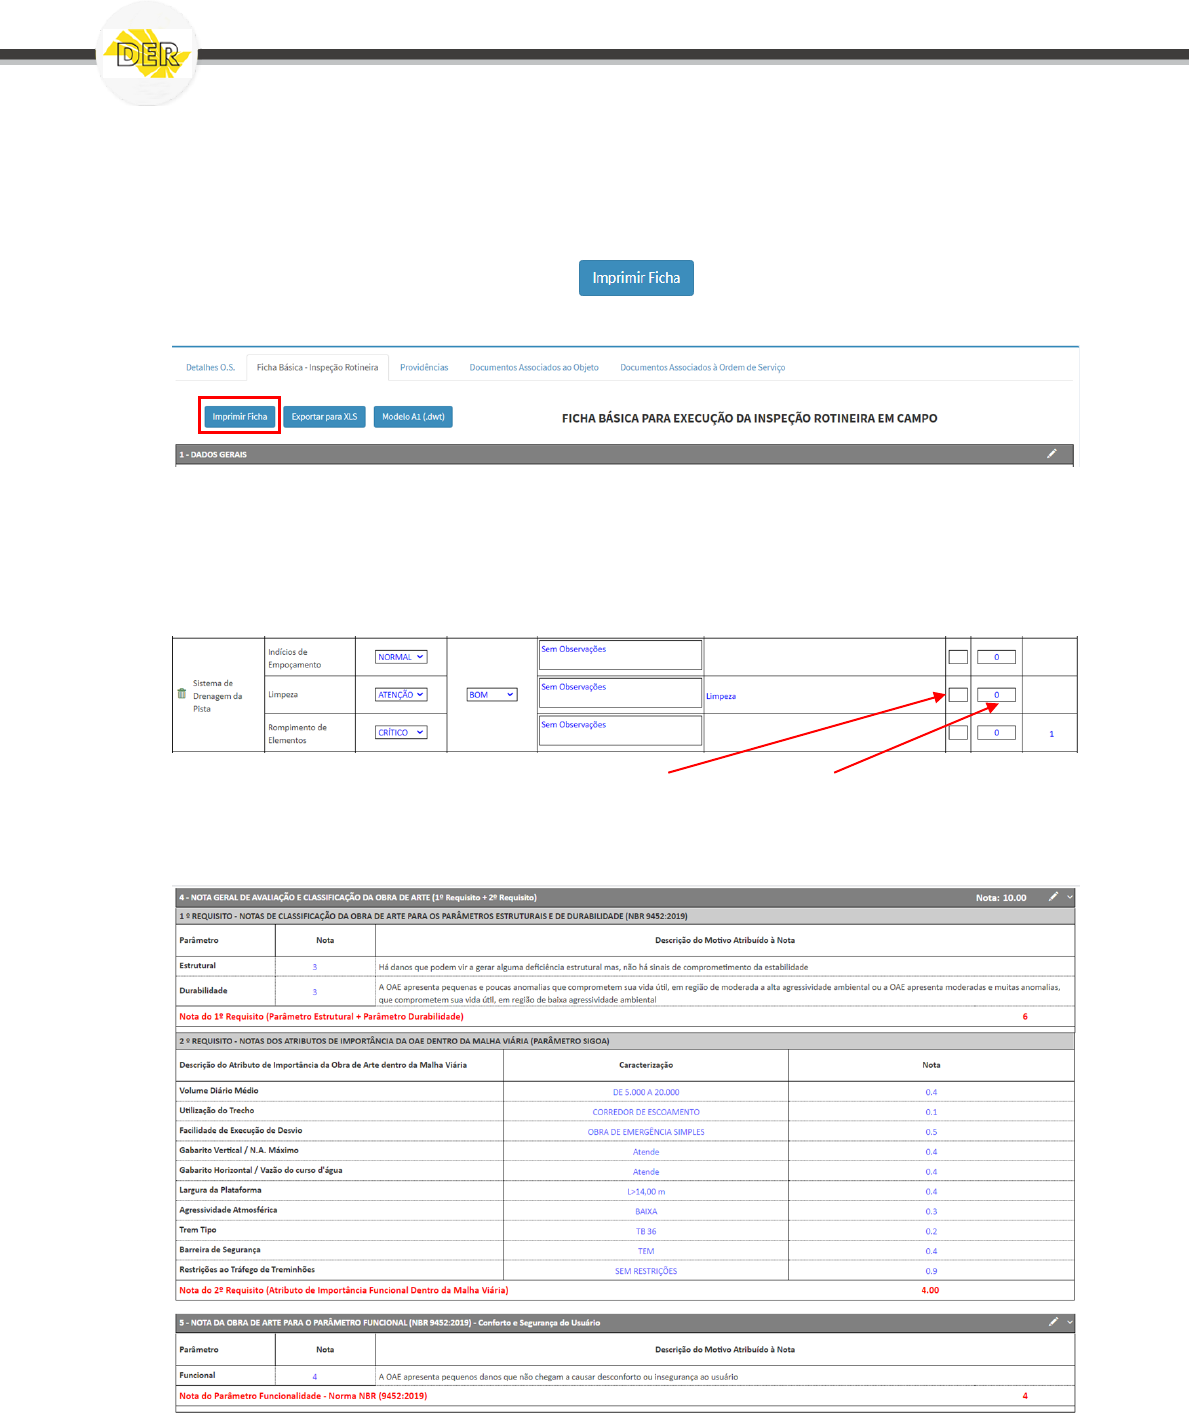 DER
Imprimir Ficha
Detalhes O.S. Ficha Básica - Inspeção Rotineira Providências Documentos Associados ao Objeto Documentos Associados à Ordem de Serviço
Imprimir Ficha Exportar para XLS Modelo A1 (.dwt) FICHA BÁSICA PARA EXECUÇÃO DA INSPEÇÃO ROTINEIRA EM CAMPO
1 - DADOS GERAIS
Sistema de
Drenagem da
Pista
Indícios de
Empoçamento
NORMAL
Sem Observações
0
Limpeza
ATENÇÃO
BOM
Sem Observações
Limpeza
0
Rompimento de
Elementos
CRÍTICO
Sem Observações
0
1
4 - NOTA GERAL DE AVALIAÇÃO E CLASSIFICAÇÃO DA OBRA DE ARTE (1º Requisito + 2º Requisito) Nota: 10.00
1 º REQUISITO - NOTAS DE CLASSIFICAÇÃO DA OBRA DE ARTE PARA OS PARÂMETROS ESTRUTURAIS E DE DURABILIDADE (NBR 9452:2019)
Parâmetro Nota Descrição do Motivo Atribuído à Nota
Estrutural 3 Há danos que podem vir a gerar alguma deficiência estrutural mas, não há sinais de comprometimento da estabilidade
Durabilidade 3 A OAE apresenta pequenas e poucas anomalias que comprometem sua vida útil, em região de moderada a alta agressividade ambiental ou a OAE apresenta moderadas e muitas anomalias,
que comprometem sua vida útil, em região de baixa agressividade ambiental
Nota do 1º Requisito (Parâmetro Estrutural + Parâmetro Durabilidade) 6
2 º REQUISITO - NOTAS DOS ATRIBUTOS DE IMPORTÂNCIA DA OAE DENTRO DA MALHA VIÁRIA (PARÂMETRO SIGOA)
Descrição do Atributo de Importância da Obra de Arte dentro da Malha Viária Caracterização Nota
Volume Diário Médio DE 5.000 A 20.000 0.4
Utilização do Trecho CORREDOR DE ESCOAMENTO 0.1
Facilidade de Execução de Desvio OBRA DE EMERGÊNCIA SIMPLES 0.5
Gabarito Vertical / N.A. Máximo Atende 0.4
Gabarito Horizontal / Vazão do curso d'água Atende 0.4
Largura da Plataforma L>14,00 m 0.4
Agressividade Atmosférica BAIXA 0.3
Trem Tipo TB 36 0.2
Barreira de Segurança TEM 0.4
Restrições ao Tráfego de Treminhões SEM RESTRIÇÕES 0.9
Nota do 2º Requisito (Atributo de Importância Funcional Dentro da Malha Viária) 4.00
5 - NOTA DA OBRA DE ARTE PARA O PARÂMETRO FUNCIONAL (NBR 9452:2019) - Conforto e Segurança do Usuário
Parâmetro Nota Descrição do Motivo Atribuído à Nota
Funcional 4 A OAE apresenta pequenos danos que não chegam a causar desconforto ou insegurança ao usuário
Nota do Parâmetro Funcionalidade - Norma NBR (9452:2019) 4